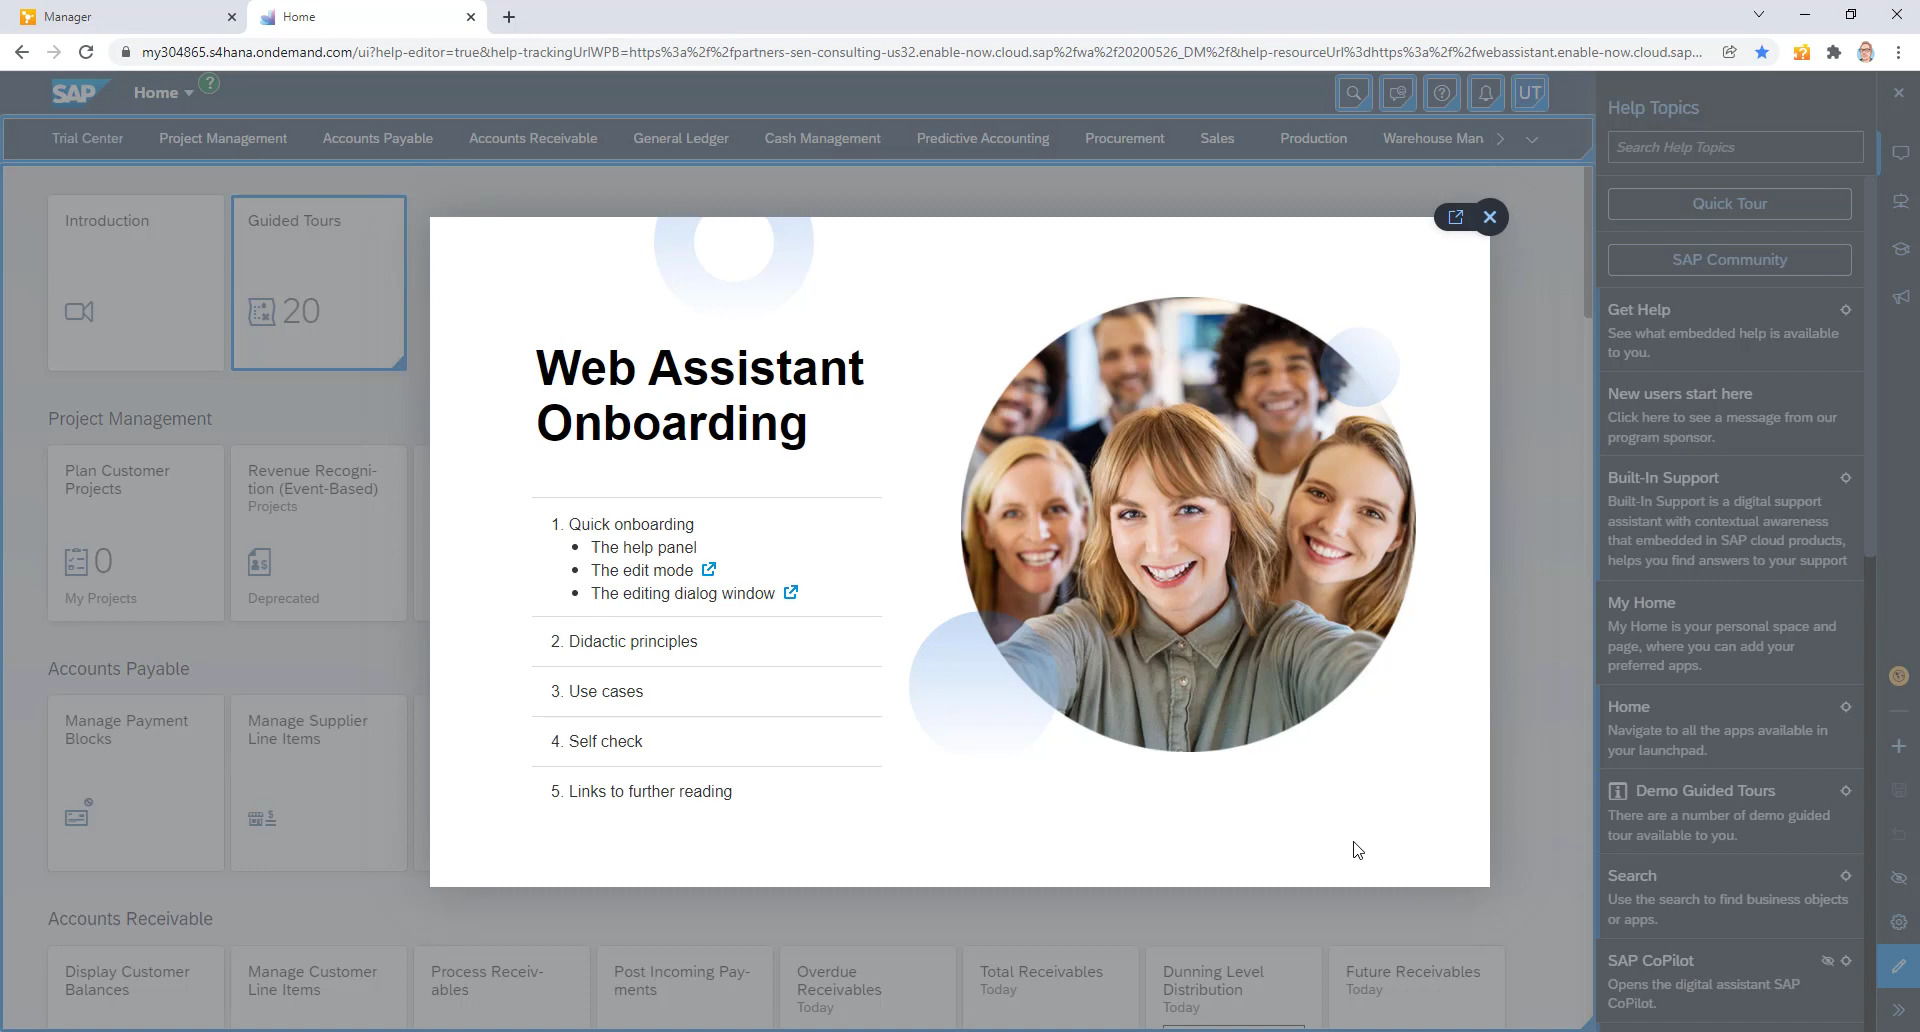 Manager
Home
my304865.s4hana.ondemand.com/ui?help-editor=true&help-trackingUrlWPB=https%3a%2f%2fpartners-sen-consulting-us32.enable-now.cloud.sap%2fwa%2f20200526_DM%2f&help-resourceUrl%3dhttps%3a%2f%2fwebassistant.enable-now.cloud.sap...
SAP
Home
?
UT
Trial Center
Project Management
Accounts Payable
Accounts Receivable
General Ledger
Cash Management
Predictive Accounting
Procurement
Sales
Production
Warehouse Man
Introduction
Guided Tours
20
Project Management
Plan Customer
Projects
0
My Projects
Revenue Recogni-
tion (Event-Based)
Projects
Deprecated
Accounts Payable
Manage Payment
Blocks
Manage Supplier
Line Items
Accounts Receivable
Display Customer
Balances
Manage Customer
Line Items
Process Receiv-
ables
Post Incoming Pay-
ments
Overdue
Receivables
Today
Total Receivables
Today
Dunning Level
Distribution
Today
Future Receivables
Today
Web Assistant
Onboarding
1. Quick onboarding
• The help panel
• The edit mode
• The editing dialog window
2. Didactic principles
3. Use cases
4. Self check
5. Links to further reading
Help Topics
Search Help Topics
Quick Tour
SAP Community
Get Help
See what embedded help is available
to you.
New users start here
Click here to see a message from our
program sponsor.
Built-In Support
Built-In Support is a digital support
assistant with contextual awareness
that embedded in SAP cloud products,
helps you find answers to your support
My Home
My Home is your personal space and
page, where you can add your
preferred apps.
Home
Navigate to all the apps available in
your launchpad.
Demo Guided Tours
There are a number of demo guided
tour available to you.
Search
Use the search to find business objects
or apps.
SAP CoPilot
Opens the digital assistant SAP
CoPilot.